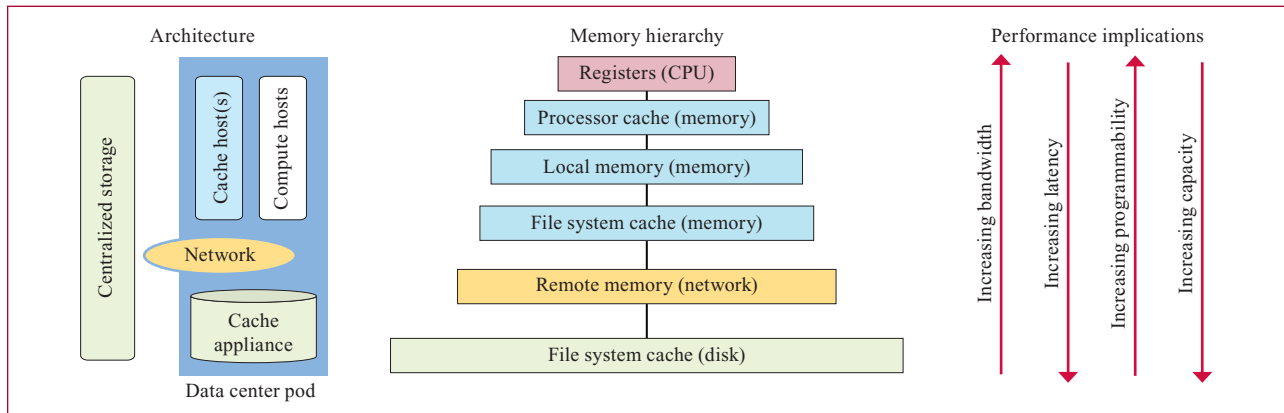 Architecture
Centralized storage
Cache host(s)
Compute hosts
Network
Cache
appliance
Data center pod
Memory hierarchy
Registers (CPU)
Processor cache (memory)
Local memory (memory)
File system cache (memory)
Remote memory (network)
File system cache (disk)
Performance implications
Increasing bandwidth
Increasing latency
Increasing programmability
Increasing capacity